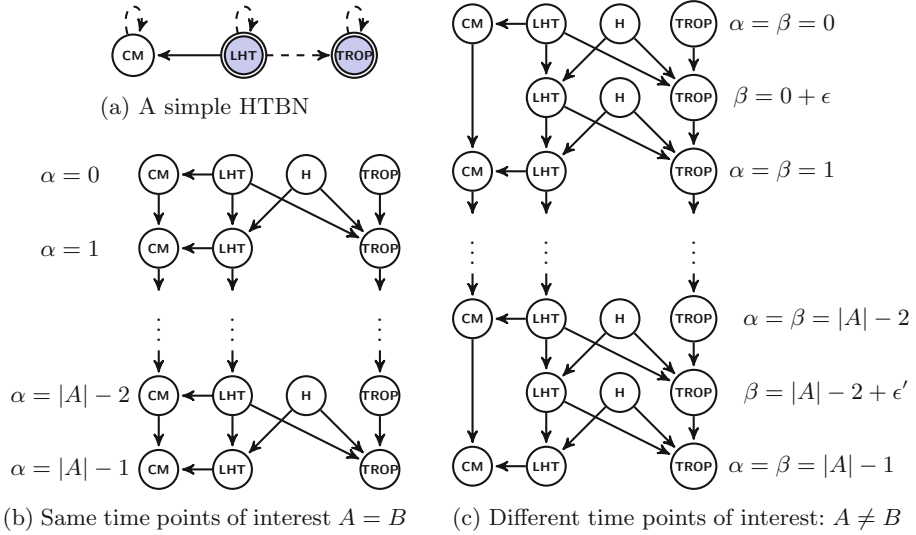 CM LHT TROP
(a) A simple HTBN
α = 0 CM LHT H TROP
α = 1 CM LHT TROP
⋮ ⋮ ⋮
α = |A| − 2 CM LHT H TROP
α = |A| − 1 CM LHT TROP
(b) Same time points of interest A = B
CM LHT H TROP α = β = 0
LHT H TROP β = 0 + ϵ
CM LHT TROP α = β = 1
⋮ ⋮ ⋮
CM LHT H TROP α = β = |A| − 2
LHT H TROP β = |A| − 2 + ϵ′
CM LHT TROP α = β = |A| − 1
(c) Different time points of interest: A ≠ B